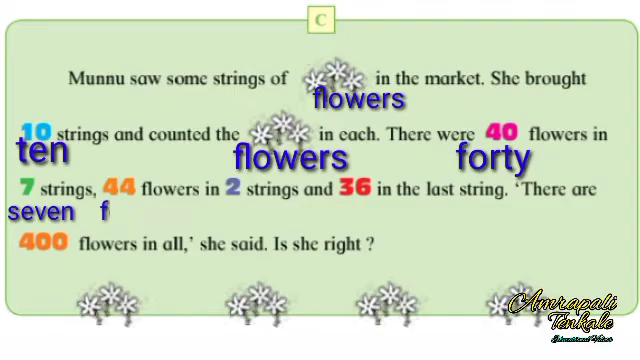 C
Munnu saw some strings of in the market. She brought
flowers
10 strings and counted the in each. There were 40 flowers in
ten flowers forty
7 strings, 44 flowers in 2 strings and 36 in the last string. 'There are
seven f
400 flowers in all,' she said. Is she right ?
Amrapali
Tenkale